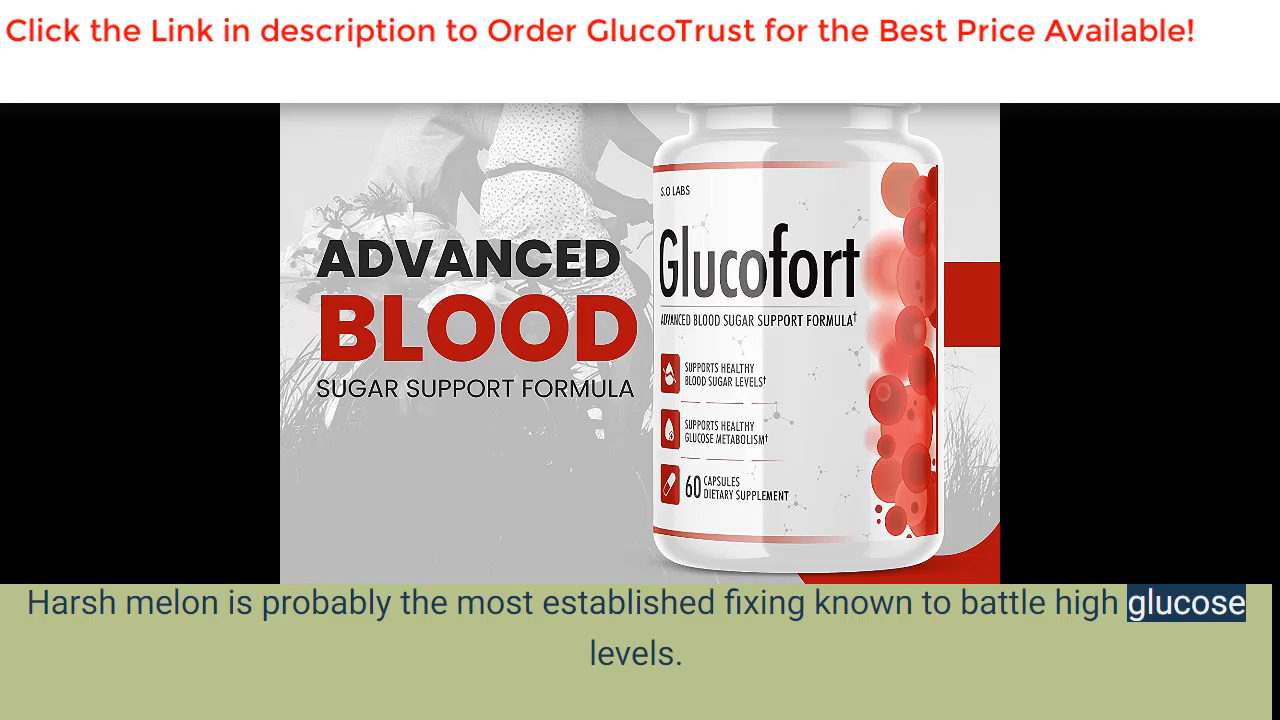 Click the Link in description to Order GlucoTrust for the Best Price Available!
ADVANCED
BLOOD
SUGAR SUPPORT FORMULA
S.O LABS
Glucofort
ADVANCED BLOOD SUGAR SUPPORT FORMULA†
SUPPORTS HEALTHY
BLOOD SUGAR LEVELS†
SUPPORTS HEALTHY
GLUCOSE METABOLISM†
60 CAPSULES
DIETARY SUPPLEMENT
Harsh melon is probably the most established fixing known to battle high glucose
levels.